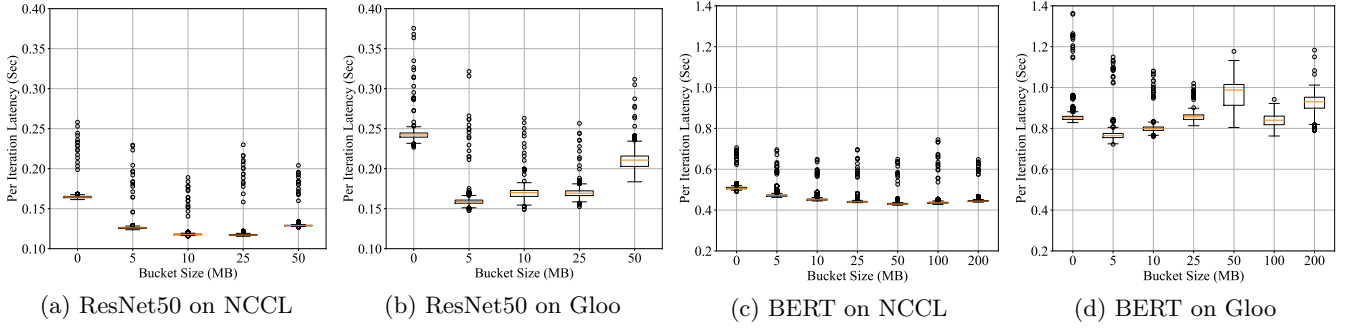 Per Iteration Latency (Sec)
0.40
0.35
0.30
0.25
0.20
0.15
0.10
0 5 10 25 50
Bucket Size (MB)
(a) ResNet50 on NCCL
Per Iteration Latency (Sec)
0.40
0.35
0.30
0.25
0.20
0.15
0.10
0 5 10 25 50
Bucket Size (MB)
(b) ResNet50 on Gloo
Per Iteration Latency (Sec)
1.4
1.2
1.0
0.8
0.6
0.4
0.2
0 5 10 25 50 100 200
Bucket Size (MB)
(c) BERT on NCCL
Per Iteration Latency (Sec)
1.4
1.2
1.0
0.8
0.6
0.4
0.2
0 5 10 25 50 100 200
Bucket Size (MB)
(d) BERT on Gloo